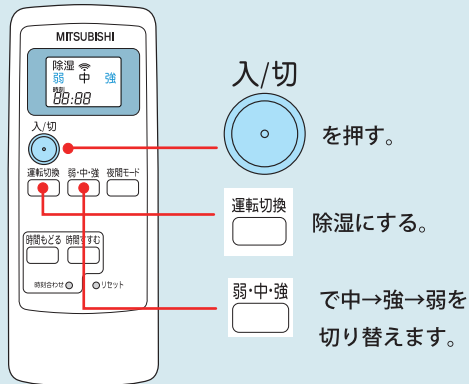 MITSUBISHI
除湿
弱 中 強
時刻
88:88
入/切
運転切換 弱・中・強 夜間モード
時間もどる 時間すすむ
時刻合わせ リセット
入/切
を押す。
運転切換
除湿にする。
弱・中・強
で中→強→弱を
切り替えます。